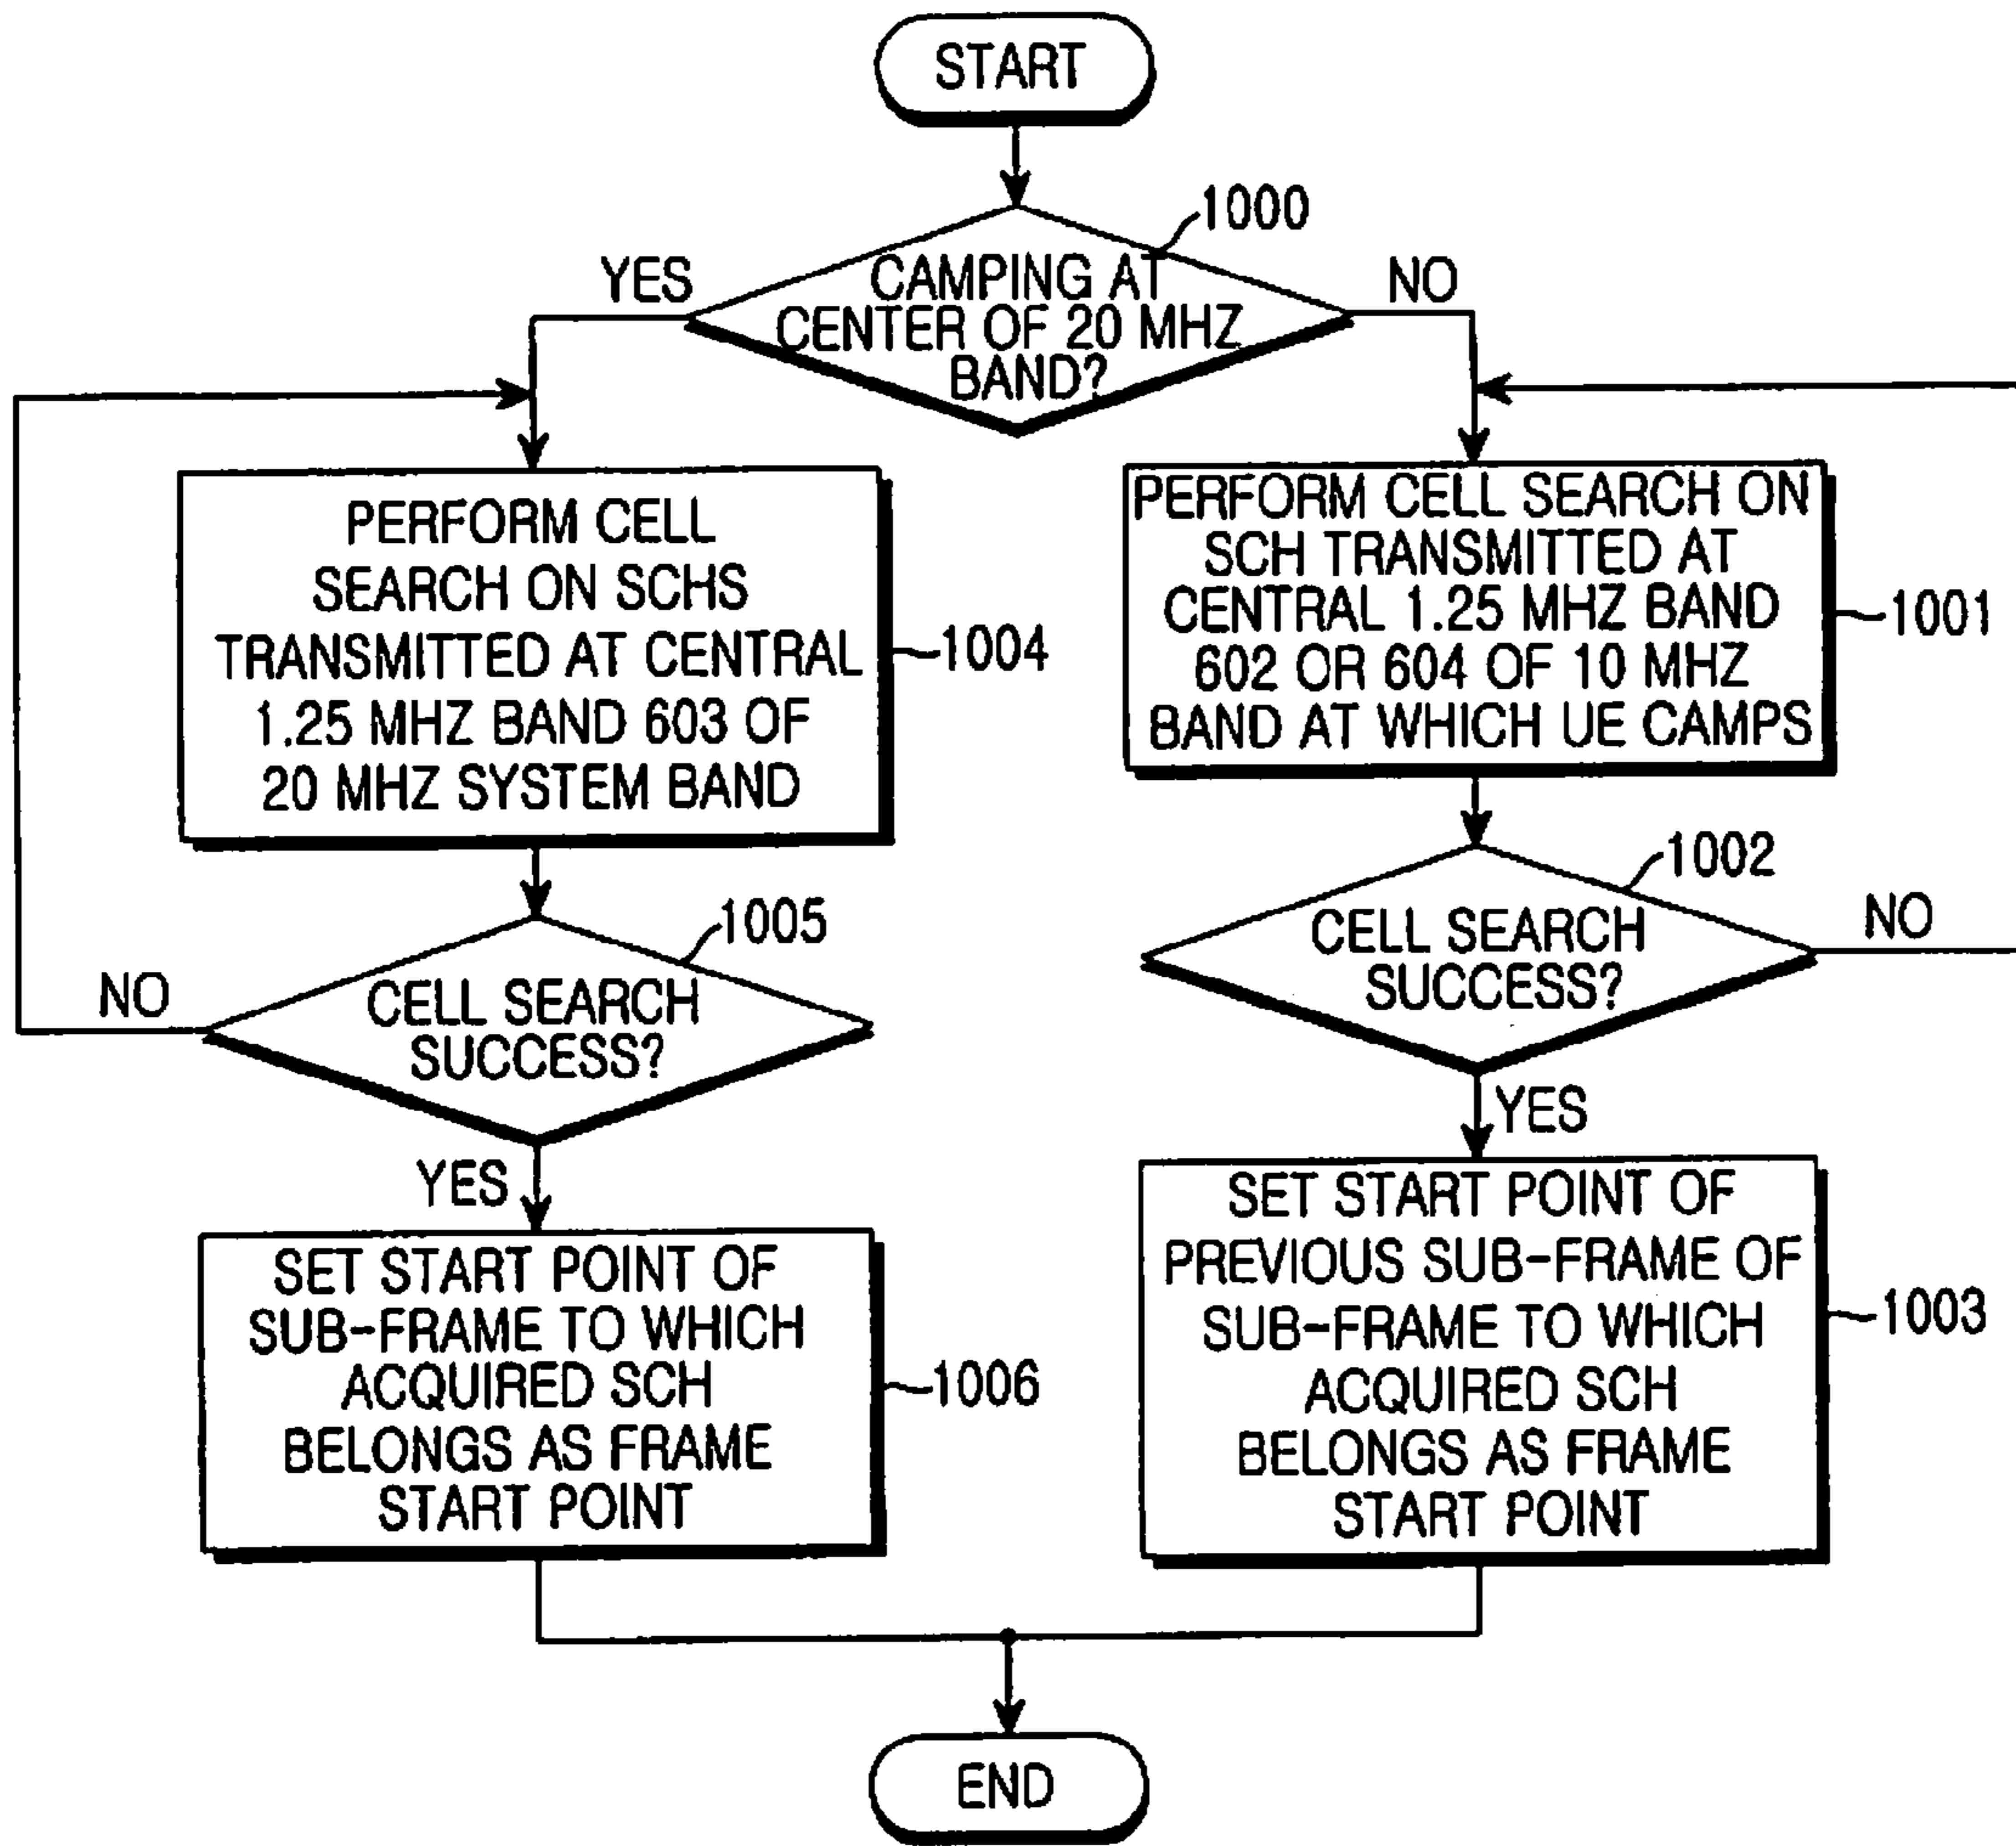 START
1000
YES
CAMPING AT
CENTER OF 20 MHZ
BAND?
NO
PERFORM CELL
SEARCH ON SCHS
TRANSMITTED AT CENTRAL
1.25 MHZ BAND 603 OF
20 MHZ SYSTEM BAND
1004
PERFORM CELL SEARCH ON
SCH TRANSMITTED AT
CENTRAL 1.25 MHZ BAND
602 OR 604 OF 10 MHZ
BAND AT WHICH UE CAMPS
1001
1005
CELL SEARCH
SUCCESS?
NO
YES
1002
CELL SEARCH
SUCCESS?
NO
YES
SET START POINT OF
SUB-FRAME TO WHICH
ACQUIRED SCH
BELONGS AS FRAME
START POINT
1006
SET START POINT OF
PREVIOUS SUB-FRAME OF
SUB-FRAME TO WHICH
ACQUIRED SCH
BELONGS AS FRAME
START POINT
1003
END